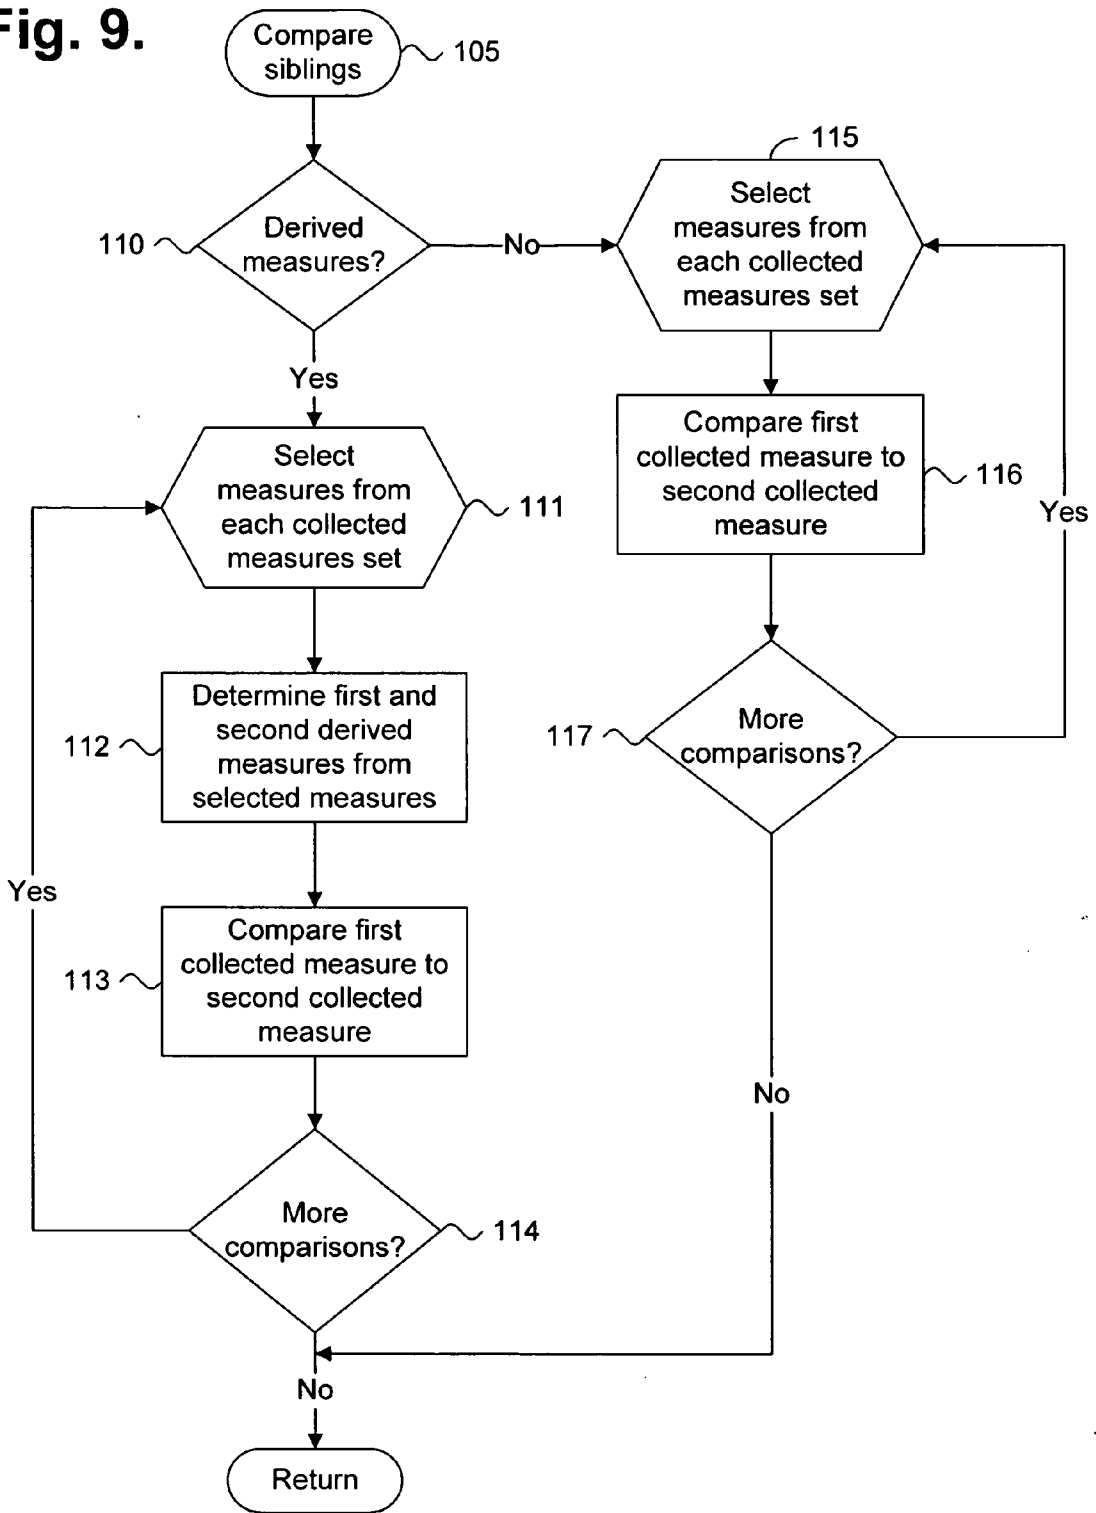 Fig. 9.
Compare
siblings
105
Derived
measures?
110
No
Yes
115
Select
measures from
each collected
measures set
Compare first
collected measure to
second collected
measure
116
Yes
More
comparisons?
117
No
Select
measures from
each collected
measures set
111
Determine first and
second derived
measures from
selected measures
112
Compare first
collected measure to
second collected
measure
113
Yes
More
comparisons?
114
No
Return